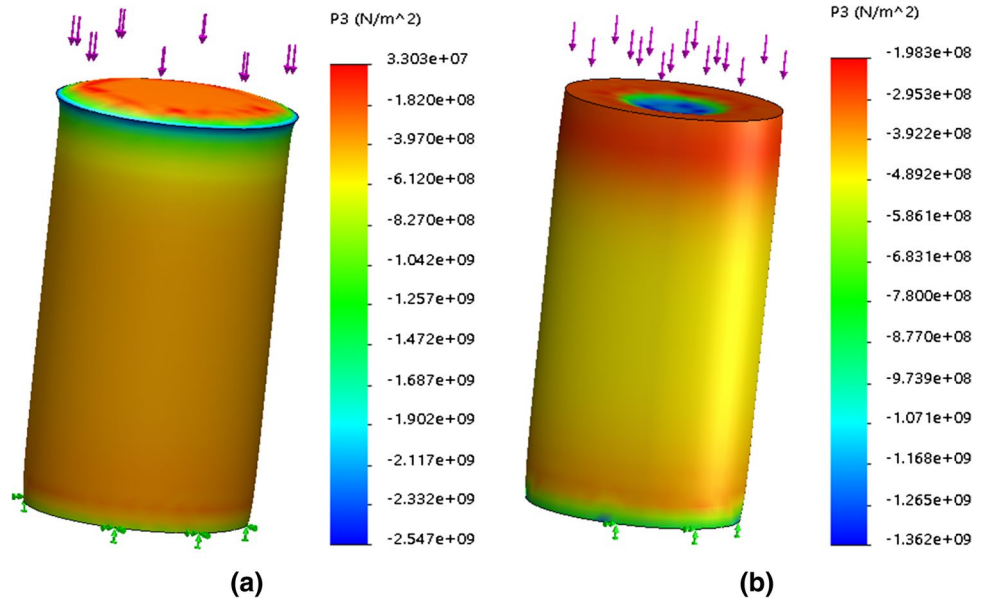 P3 (N/m^2)
3.303e+07
-1.820e+08
-3.970e+08
-6.120e+08
-8.270e+08
-1.042e+09
-1.257e+09
-1.472e+09
-1.687e+09
-1.902e+09
-2.117e+09
-2.332e+09
-2.547e+09
(a)
P3 (N/m^2)
-1.983e+08
-2.953e+08
-3.922e+08
-4.892e+08
-5.861e+08
-6.831e+08
-7.800e+08
-8.770e+08
-9.739e+08
-1.071e+09
-1.168e+09
-1.265e+09
-1.362e+09
(b)